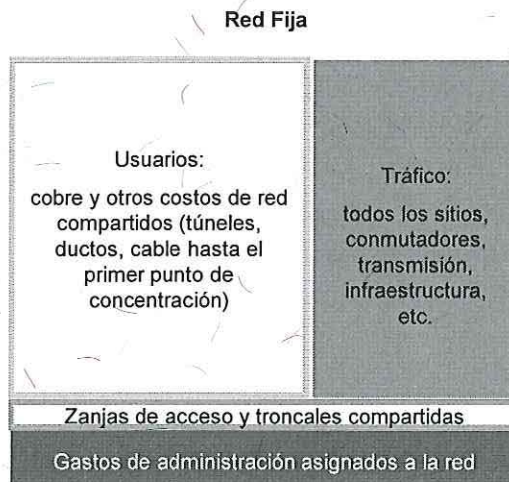 Red Fija
Usuarios:
cobre y otros costos de red
compartidos (túneles,
ductos, cable hasta el
primer punto de
concentración)
Tráfico:
todos los sitios,
conmutadores,
transmisión,
infraestructura,
etc.
Zanjas de acceso y troncales compartidas
Gastos de administración asignados a la red